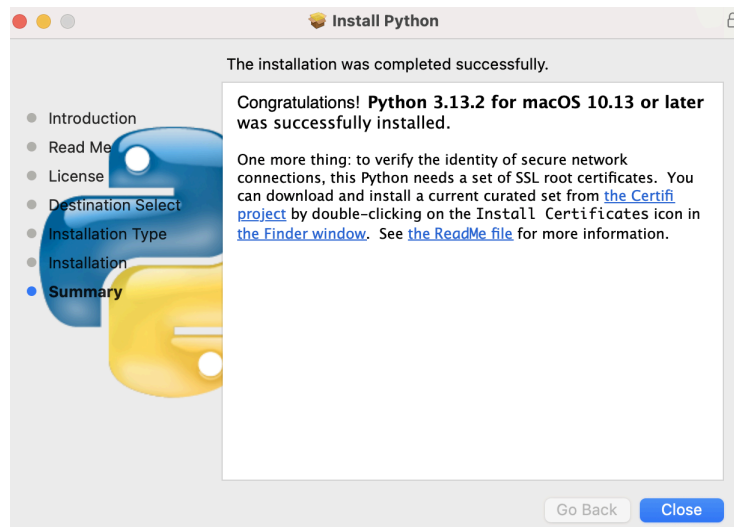 Install Python
The installation was completed successfully.
Introduction
Read Me
License
Destination Select
Installation Type
Installation
Summary
Congratulations! Python 3.13.2 for macOS 10.13 or later
was successfully installed.
One more thing: to verify the identity of secure network
connections, this Python needs a set of SSL root certificates. You
can download and install a current curated set from the Certifi
project by double-clicking on the Install Certificates icon in
the Finder window. See the ReadMe file for more information.
Go Back
Close